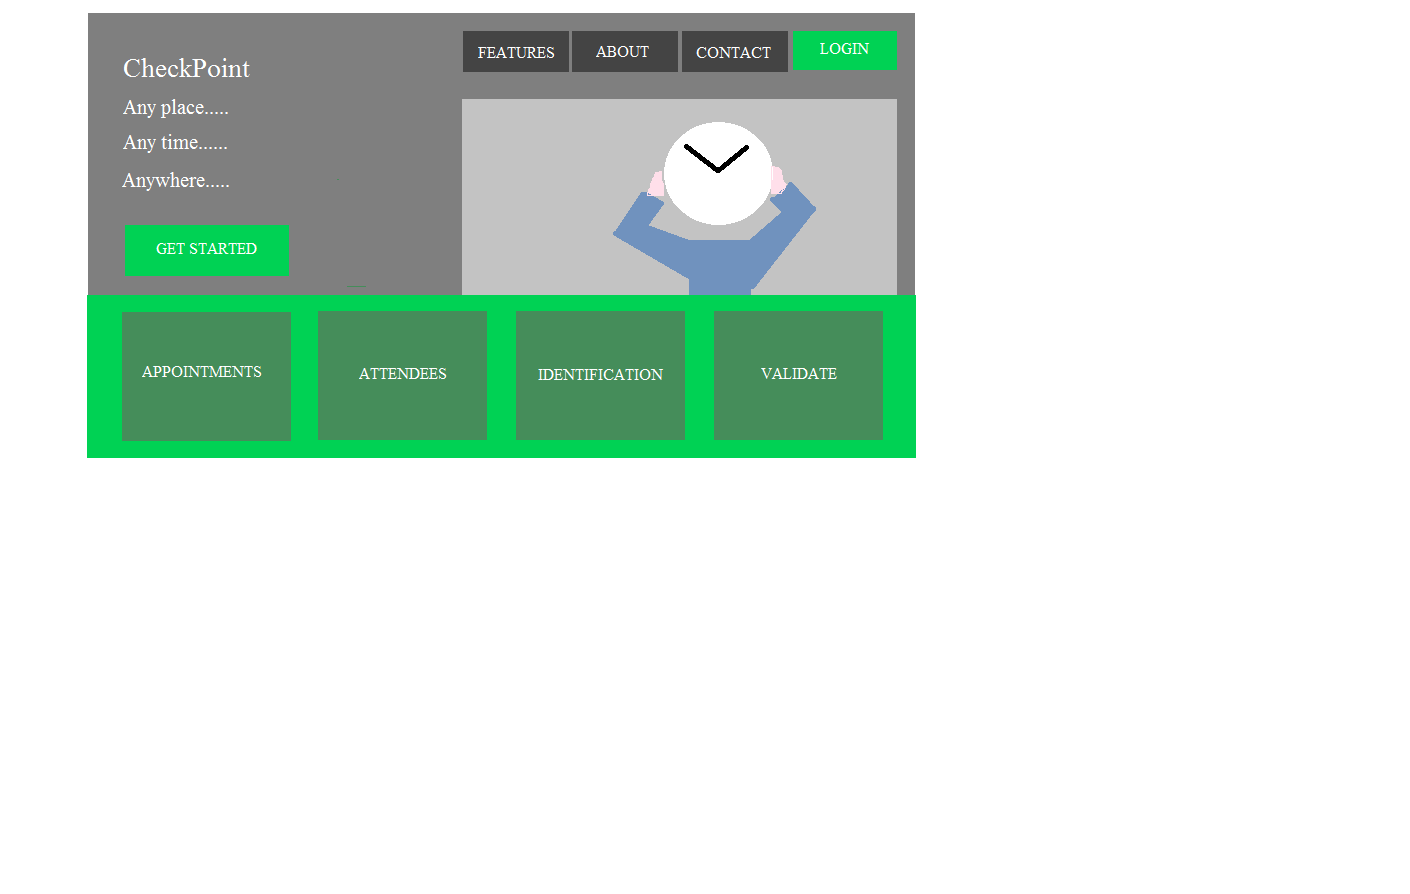 FEATURES
ABOUT
CONTACT
LOGIN
CheckPoint
Any place.....
Any time......
Anywhere.....
GET STARTED
APPOINTMENTS
ATTENDEES
IDENTIFICATION
VALIDATE